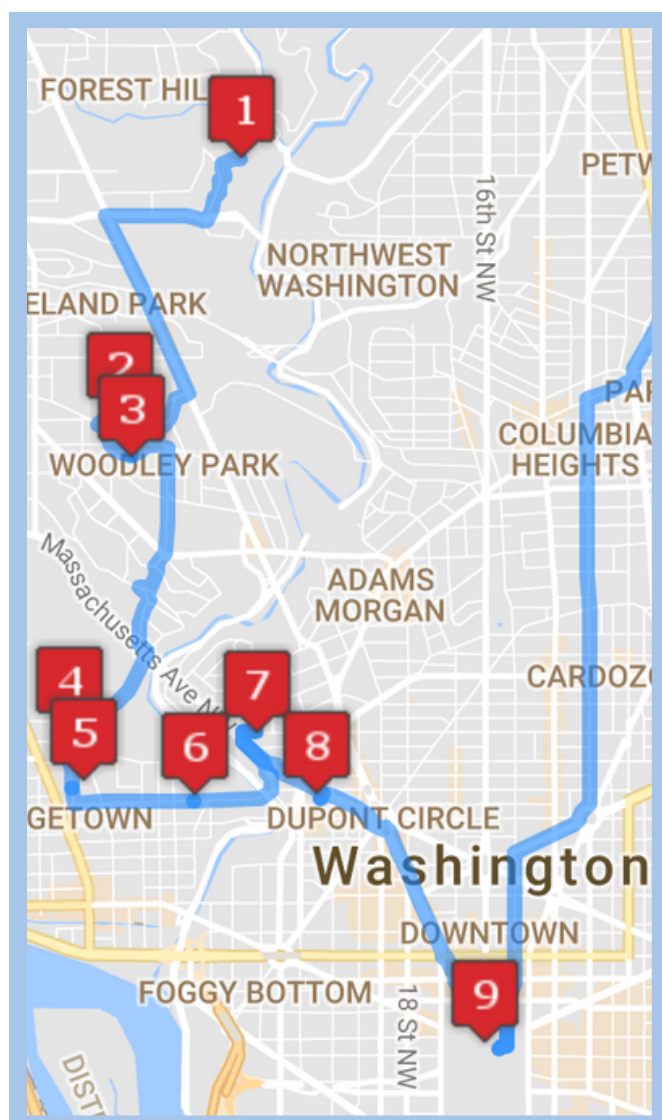 FOREST HIL
1
PETW
16th St NW
NORTHWEST
WASHINGTON
ELAND PARK
2
3
PAR
WOODLEY PARK
COLUMBIA
HEIGHTS
Massachusetts Ave N
ADAMS
MORGAN
4
CARDOZO
7
5
6
8
GETOWN
DUPONT CIRCLE
Washington
DOWNTOWN
FOGGY BOTTOM
9
18 St NW
DIST